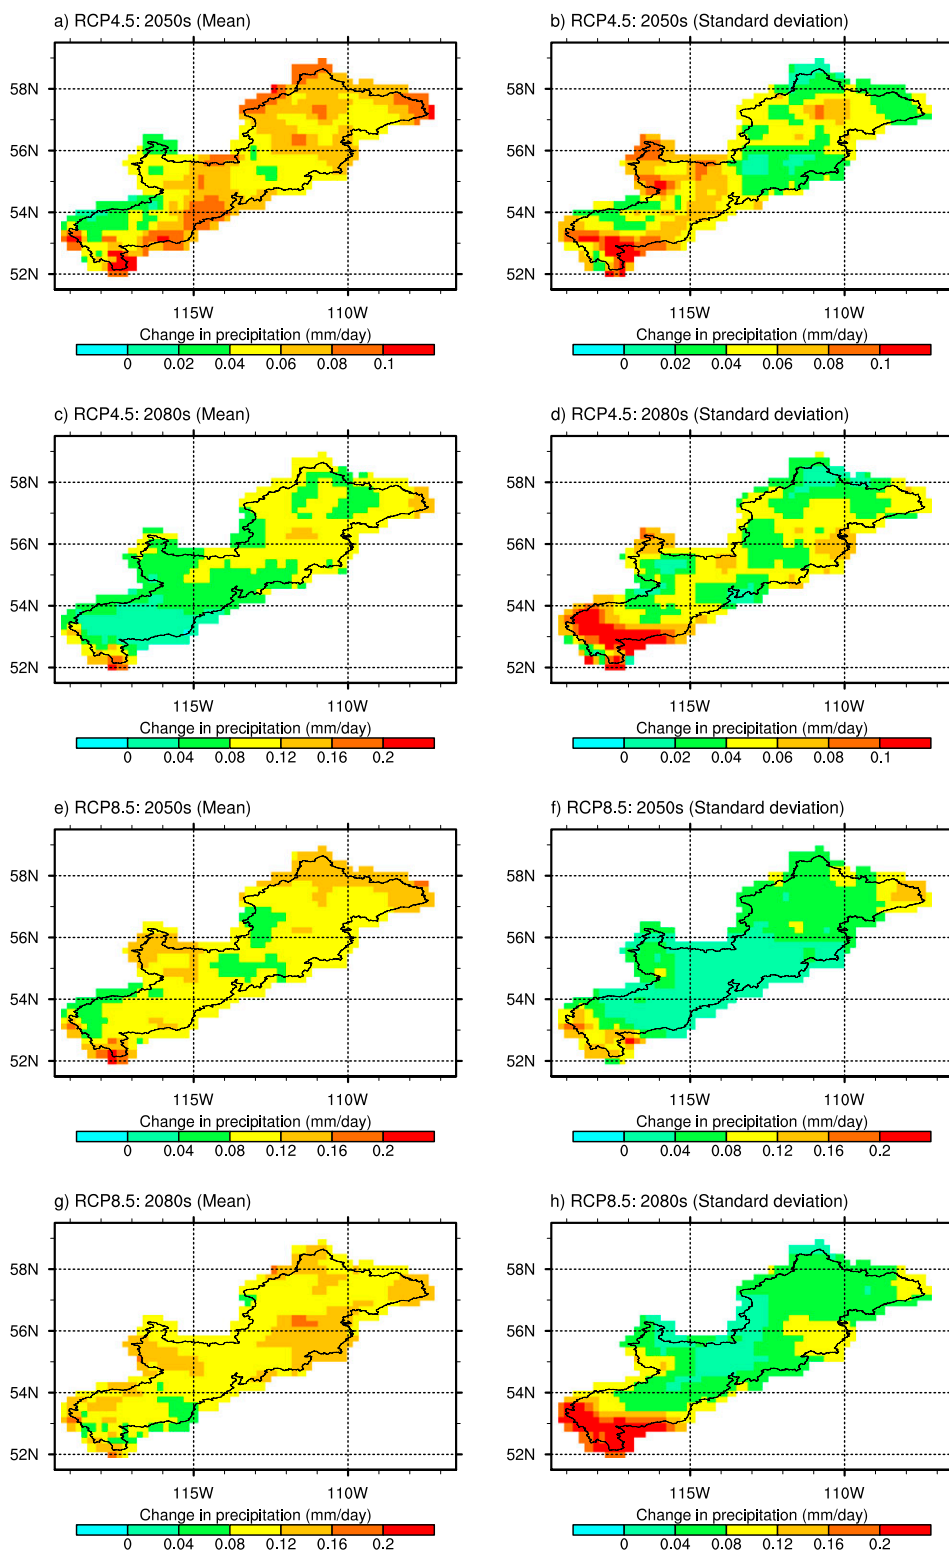 a) RCP4.5: 2050s (Mean)
b) RCP4.5: 2050s (Standard deviation)
58N
56N
54N
52N
58N
56N
54N
52N
115W 110W
115W 110W
Change in precipitation (mm/day)
0 0.02 0.04 0.06 0.08 0.1
Change in precipitation (mm/day)
0 0.02 0.04 0.06 0.08 0.1
c) RCP4.5: 2080s (Mean)
d) RCP4.5: 2080s (Standard deviation)
58N
56N
54N
52N
58N
56N
54N
52N
115W 110W
115W 110W
Change in precipitation (mm/day)
0 0.04 0.08 0.12 0.16 0.2
Change in precipitation (mm/day)
0 0.02 0.04 0.06 0.08 0.1
e) RCP8.5: 2050s (Mean)
f) RCP8.5: 2050s (Standard deviation)
58N
56N
54N
52N
58N
56N
54N
52N
115W 110W
115W 110W
Change in precipitation (mm/day)
0 0.04 0.08 0.12 0.16 0.2
Change in precipitation (mm/day)
0 0.04 0.08 0.12 0.16 0.2
g) RCP8.5: 2080s (Mean)
h) RCP8.5: 2080s (Standard deviation)
58N
56N
54N
52N
58N
56N
54N
52N
115W 110W
115W 110W
Change in precipitation (mm/day)
0 0.04 0.08 0.12 0.16 0.2
Change in precipitation (mm/day)
0 0.04 0.08 0.12 0.16 0.2